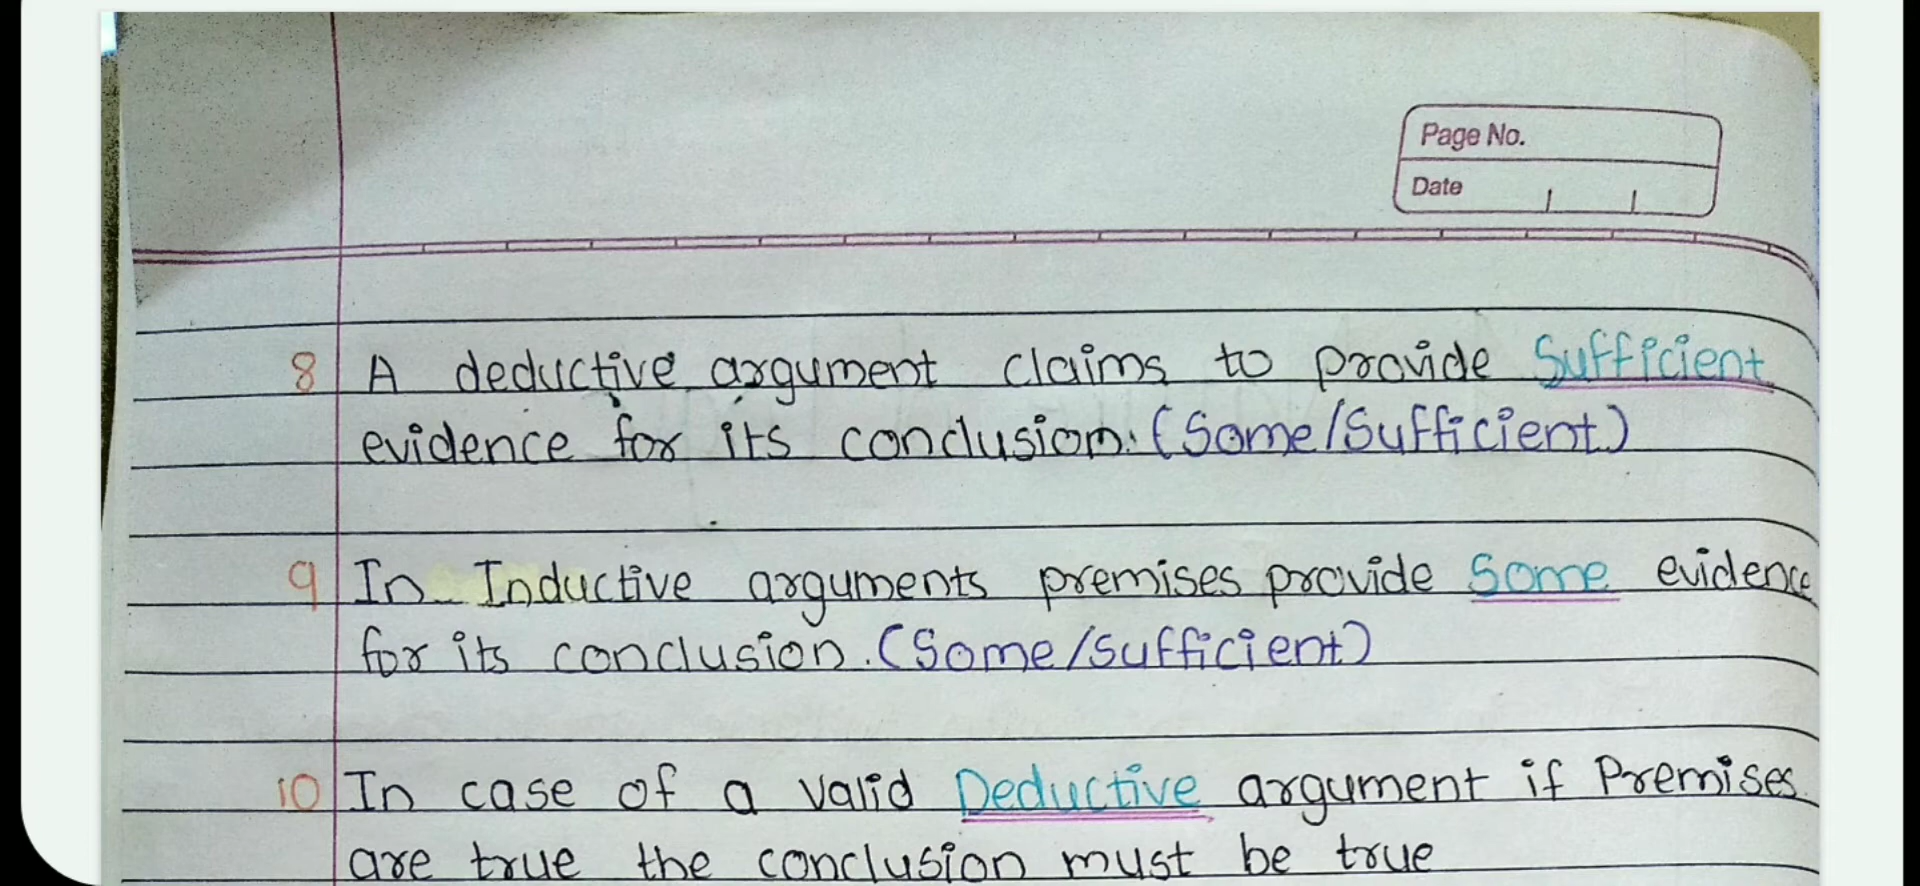 Page No.
Date
8 A deductive argument claims to provide Sufficient
evidence for its conclusion. (Some/Sufficient)
9 In Inductive arguments premises provide Some evidence
for its conclusion. (Some/sufficient)
10 In case of a valid Deductive argument if Premises
are true the conclusion must be true